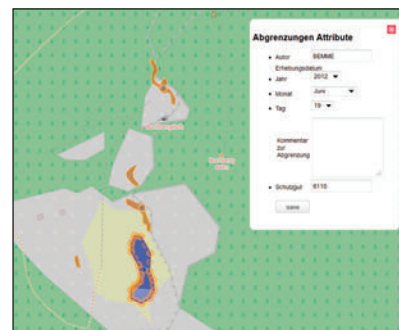 Abgrenzungen Attribute
Autor BEMME
Erhebungsdatum
Jahr 2012
Monat Juni
Tag 19
Kommentar
zur
Abgrenzung
Schutzgut 6110
save